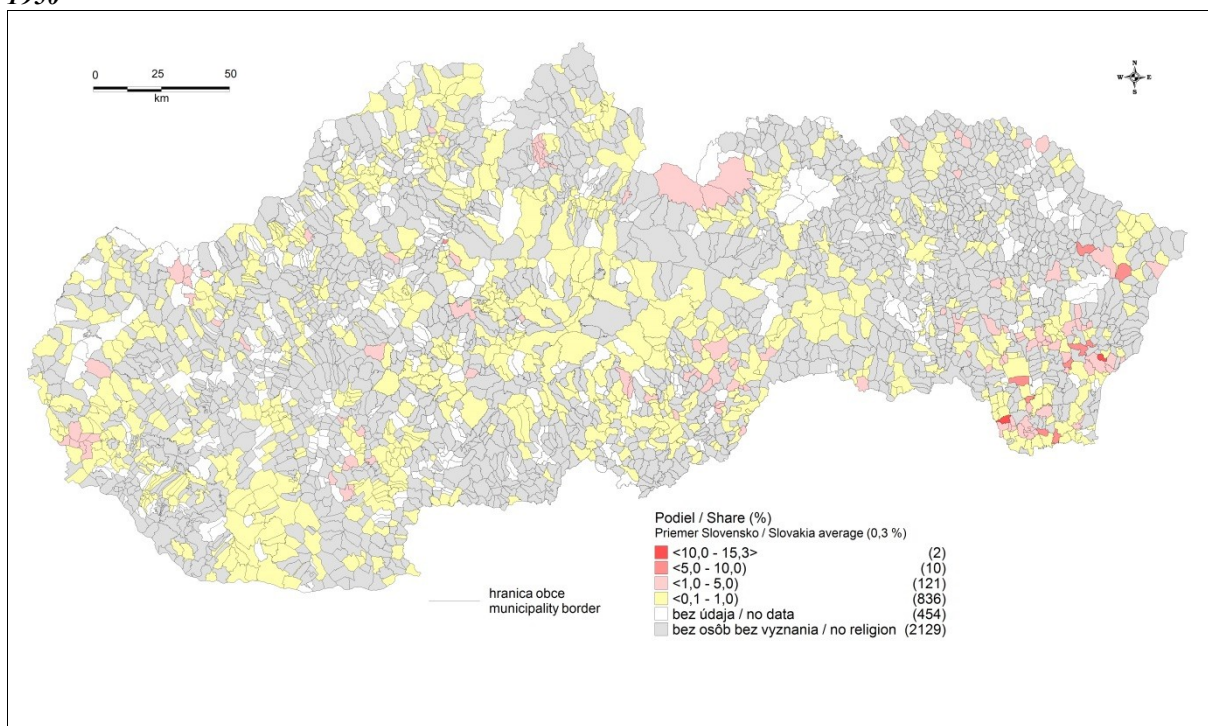 1950
0 25 50
km
N
W E
S
Podiel / Share (%)
Priemer Slovensko / Slovakia average (0,3 %)
<10,0 - 15,3> (2)
<5,0 - 10,0) (10)
<1,0 - 5,0) (121)
<0,1 - 1,0) (836)
bez údaja / no data (454)
bez osôb bez vyznania / no religion (2129)
hranica obce
municipality border